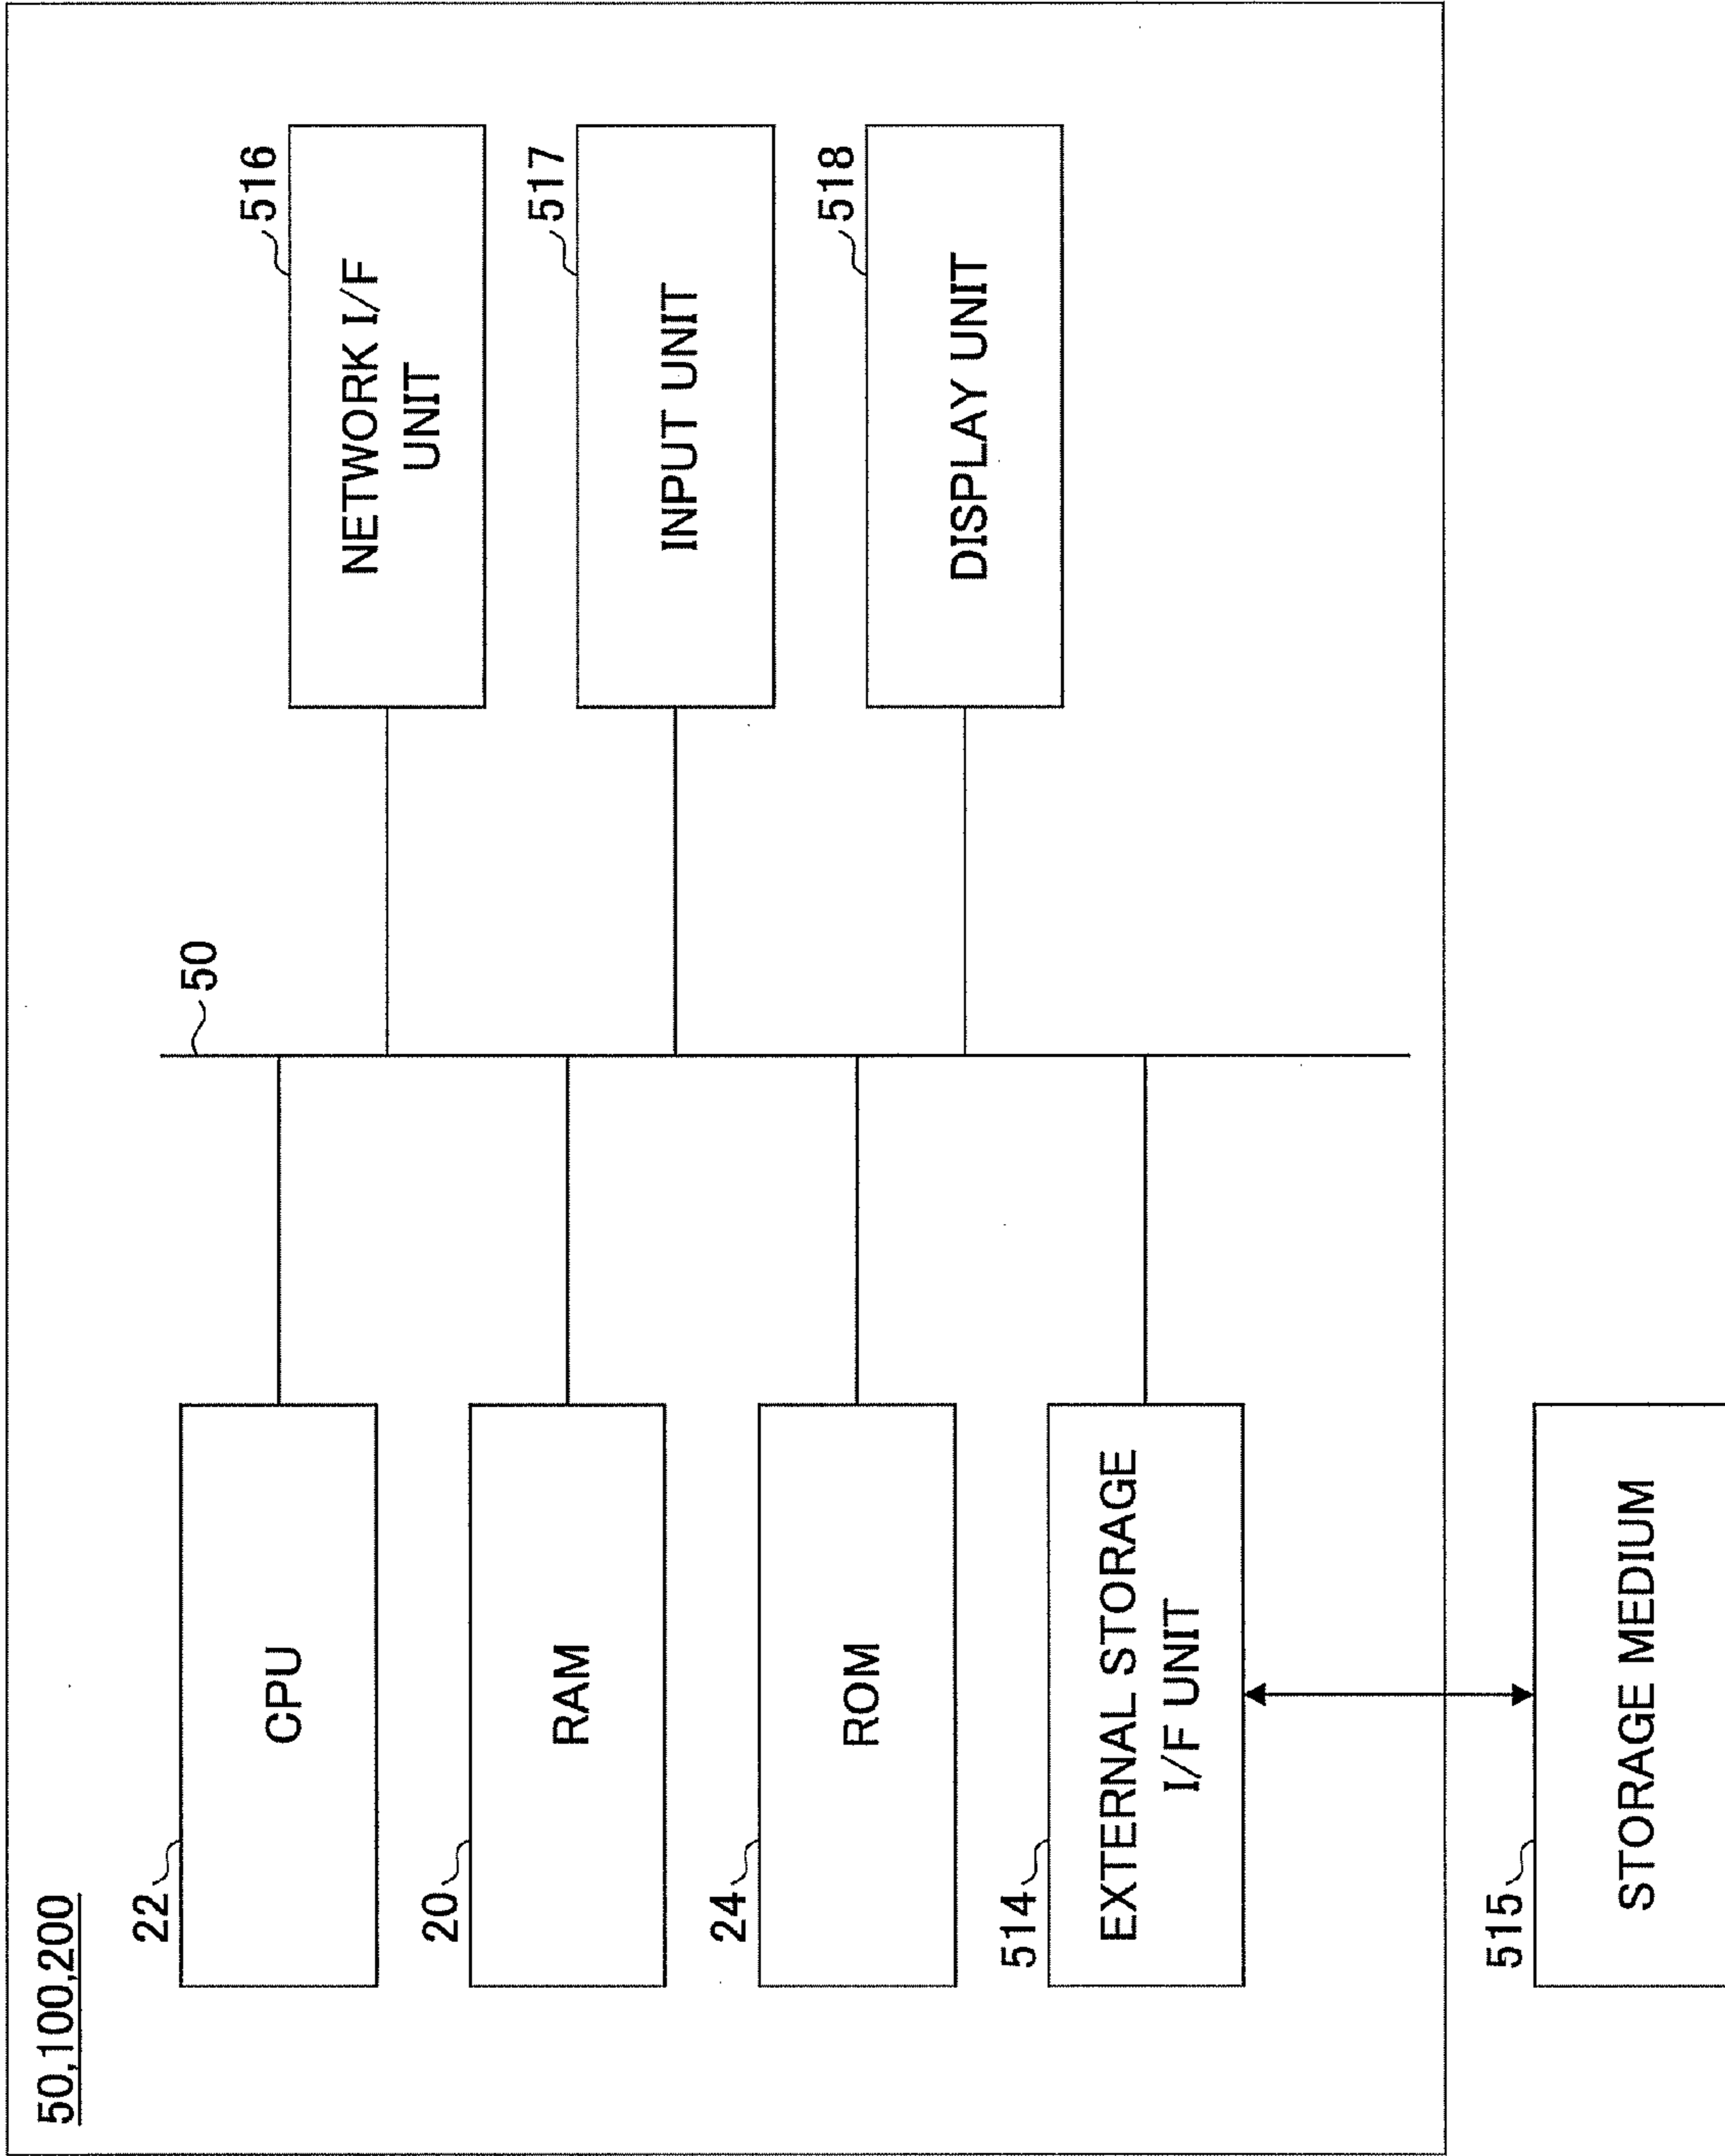 50,100,200
22
CPU
20
RAM
24
ROM
514
EXTERNAL STORAGE
I/F UNIT
515
STORAGE MEDIUM
50
516
NETWORK I/F
UNIT
517
INPUT UNIT
518
DISPLAY UNIT